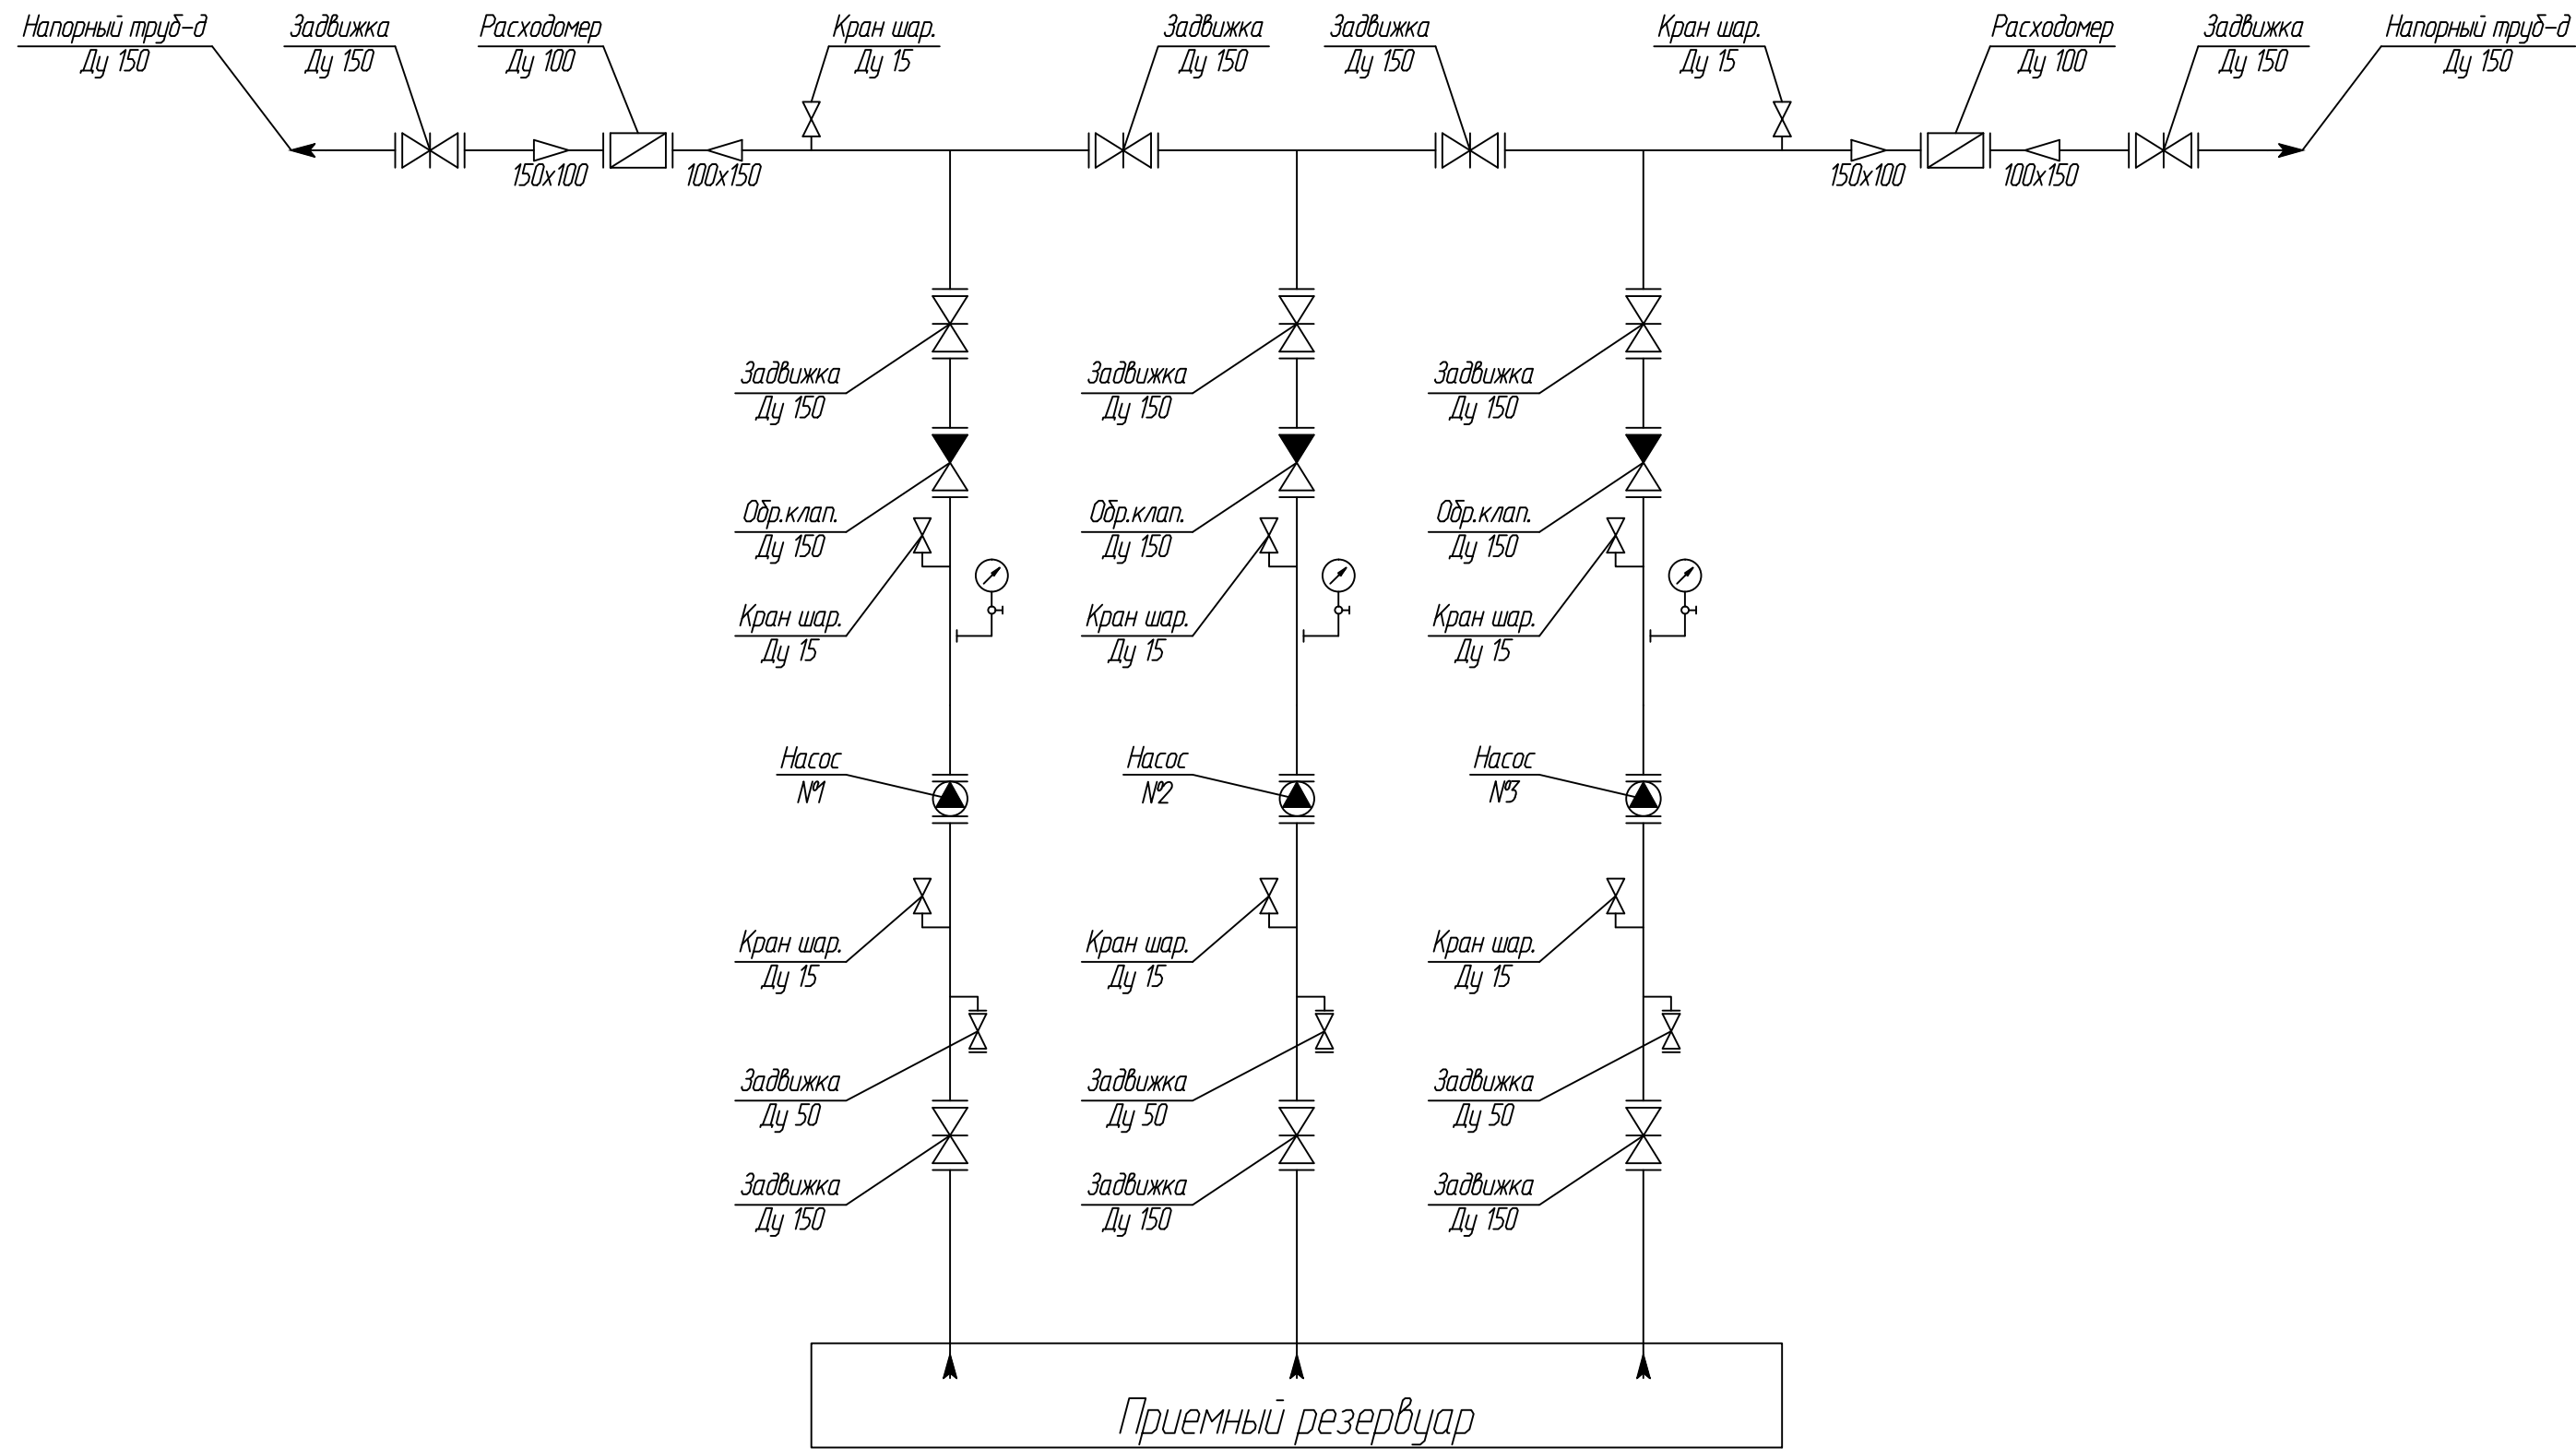 Напорный труб-д
Ду 150
Задвижка
Ду 150
Расходомер
Ду 100
Кран шар.
Ду 15
Задвижка
Ду 150
Задвижка
Ду 150
Кран шар.
Ду 15
Расходомер
Ду 100
Задвижка
Ду 150
Напорный труб-д
Ду 150
150х100
100х150
150х100
100х150
Задвижка
Ду 150
Задвижка
Ду 150
Задвижка
Ду 150
Обр.клап.
Ду 150
Обр.клап.
Ду 150
Обр.клап.
Ду 150
Кран шар.
Ду 15
Кран шар.
Ду 15
Кран шар.
Ду 15
Насос
№1
Насос
№2
Насос
№3
Кран шар.
Ду 15
Кран шар.
Ду 15
Кран шар.
Ду 15
Задвижка
Ду 50
Задвижка
Ду 50
Задвижка
Ду 50
Задвижка
Ду 150
Задвижка
Ду 150
Задвижка
Ду 150
Приемный резервуар